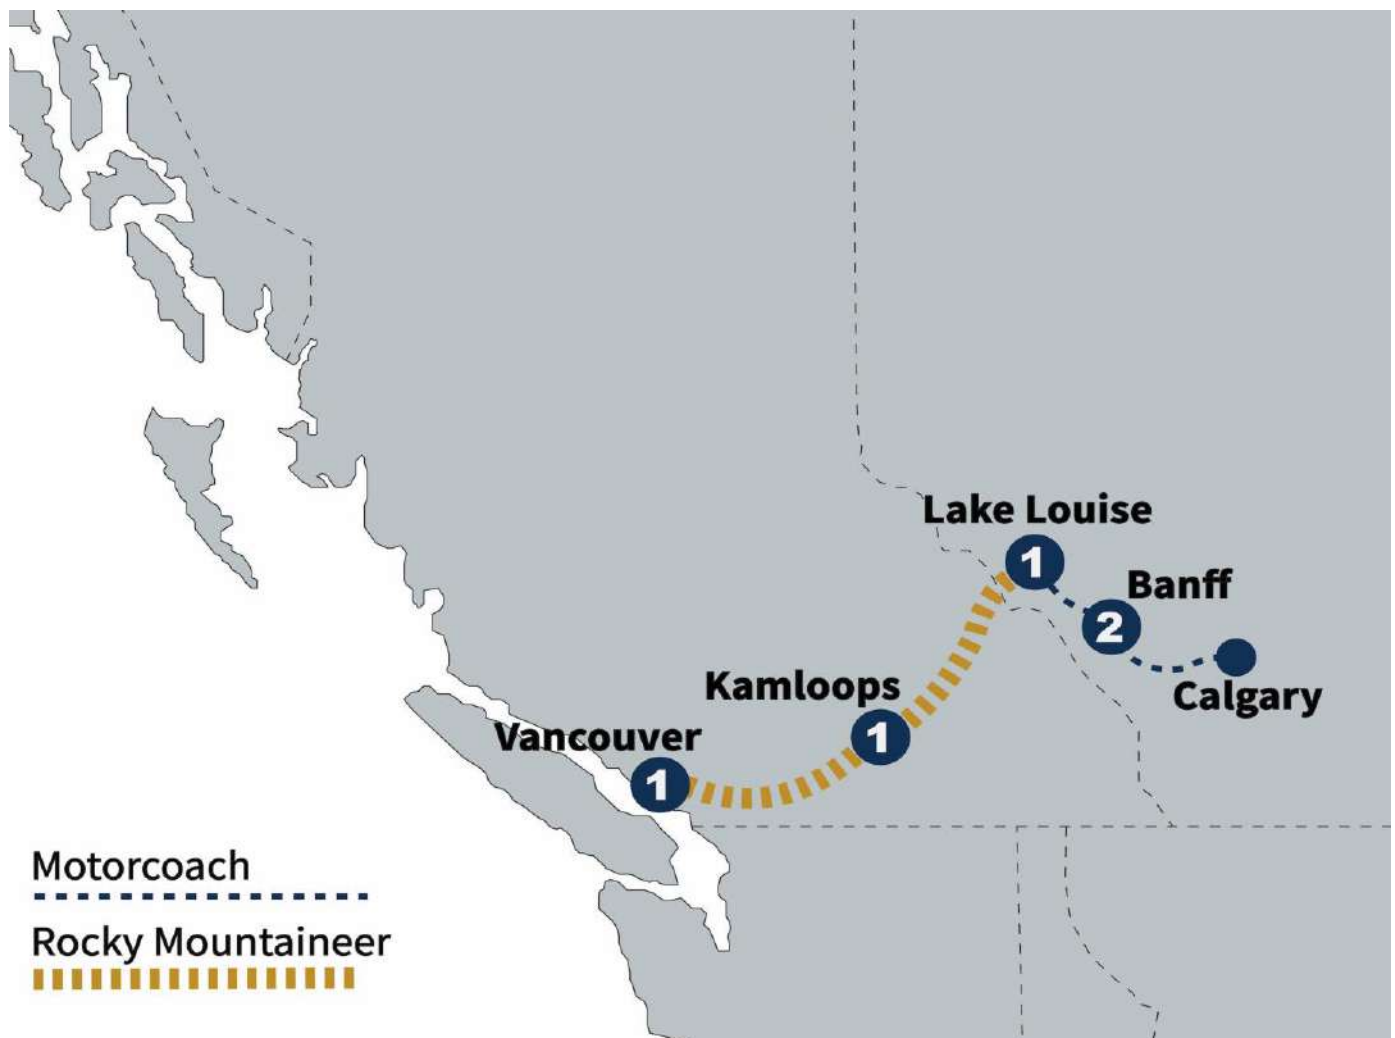 Lake Louise
1
Banff
2
Kamloops
1
Calgary
Vancouver
1
Motorcoach
Rocky Mountaineer